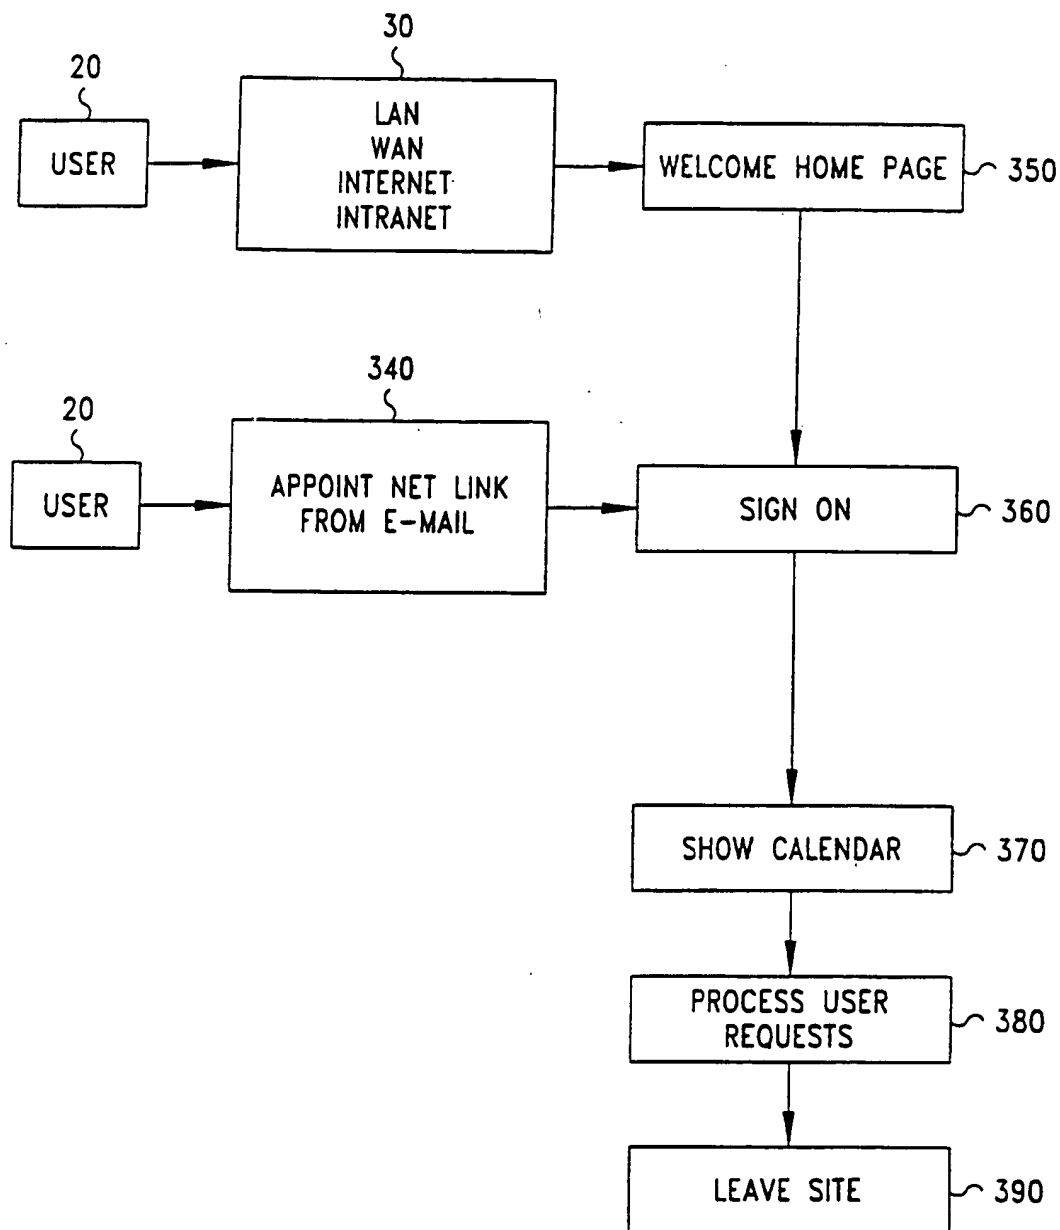 30
20
LAN
USER
WAN
WELCOME HOME PAGE
350
INTERNET
INTRANET
340
20
APPOINT NET LINK
FROM E-MAIL
USER
SIGN ON
360
SHOW CALENDAR
370
PROCESS USER
REQUESTS
380
LEAVE SITE
390